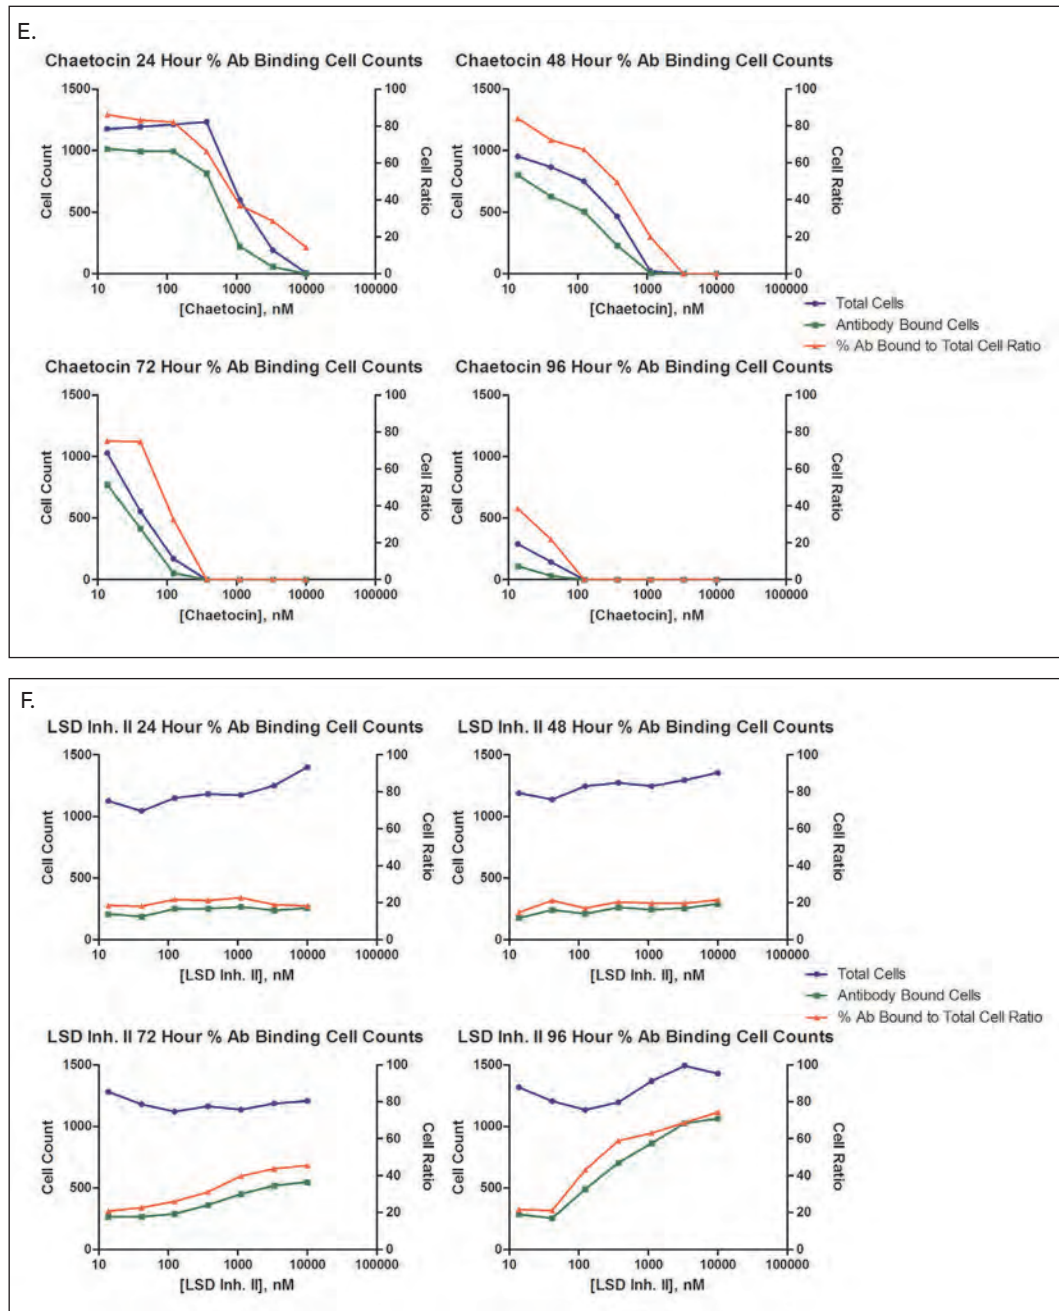 E.
Chaetocin 24 Hour % Ab Binding Cell Counts
1500
1000
500
0
Cell Count
100
80
60
40
20
0
Cell Ratio
10 100 1000 10000 100000
[Chaetocin], nM
Chaetocin 48 Hour % Ab Binding Cell Counts
1500
1000
500
0
Cell Count
100
80
60
40
20
0
Cell Ratio
10 100 1000 10000 100000
[Chaetocin], nM
Total Cells
Antibody Bound Cells
% Ab Bound to Total Cell Ratio
Chaetocin 72 Hour % Ab Binding Cell Counts
1500
1000
500
0
Cell Count
100
80
60
40
20
0
Cell Ratio
10 100 1000 10000 100000
[Chaetocin], nM
Chaetocin 96 Hour % Ab Binding Cell Counts
1500
1000
500
0
Cell Count
100
80
60
40
20
0
Cell Ratio
10 100 1000 10000 100000
[Chaetocin], nM
F.
LSD Inh. II 24 Hour % Ab Binding Cell Counts
1500
1000
500
0
Cell Count
100
80
60
40
20
0
Cell Ratio
10 100 1000 10000 100000
[LSD Inh. II], nM
LSD Inh. II 48 Hour % Ab Binding Cell Counts
1500
1000
500
0
Cell Count
100
80
60
40
20
0
Cell Ratio
10 100 1000 10000 100000
[LSD Inh. II], nM
Total Cells
Antibody Bound Cells
% Ab Bound to Total Cell Ratio
LSD Inh. II 72 Hour % Ab Binding Cell Counts
1500
1000
500
0
Cell Count
100
80
60
40
20
0
Cell Ratio
10 100 1000 10000 100000
[LSD Inh. II], nM
LSD Inh. II 96 Hour % Ab Binding Cell Counts
1500
1000
500
0
Cell Count
100
80
60
40
20
0
Cell Ratio
10 100 1000 10000 100000
[LSD Inh. II], nM